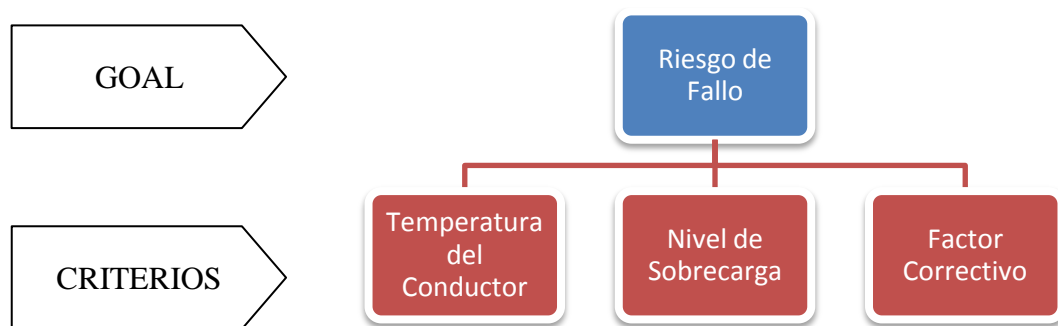 GOAL
Riesgo de
Fallo
CRITERIOS
Temperatura
del
Conductor
Nivel de
Sobrecarga
Factor
Correctivo